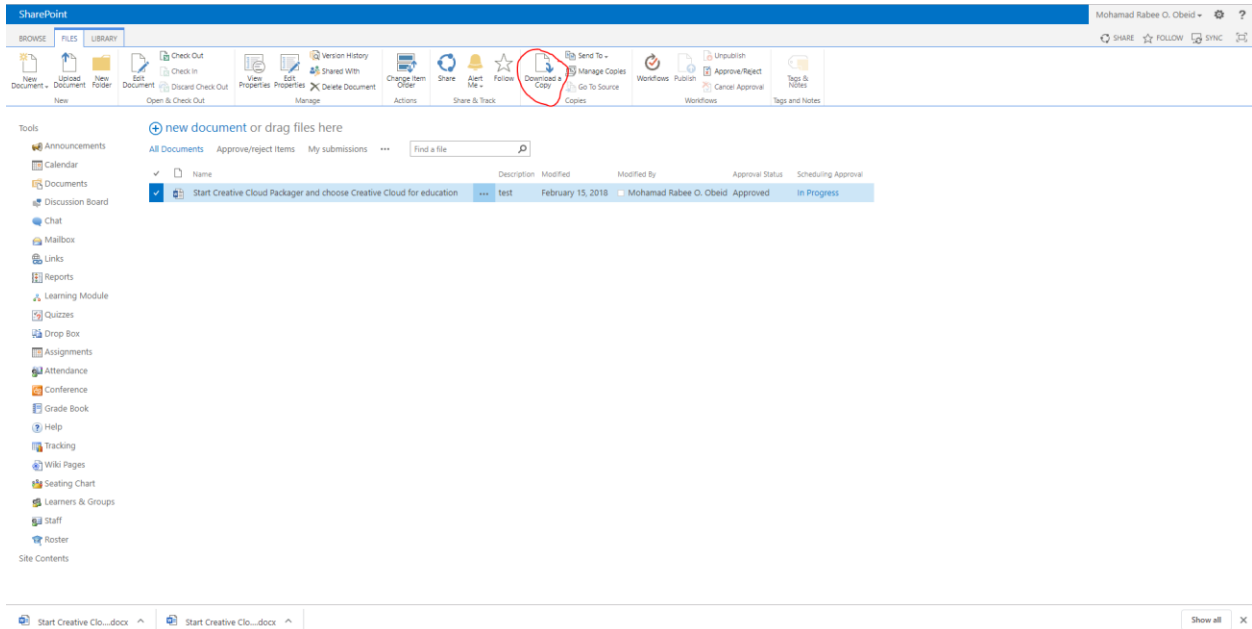 SharePoint
Mohamad Rabee O. Obeid
?
BROWSE FILES LIBRARY
SHARE FOLLOW SYNC
New Document
Upload Document
New Folder
New
Edit Document
Check Out
Check In
Discard Check Out
Open & Check Out
View Properties
Edit Properties
Version History
Shared With
Delete Document
Manage
Change Item Order
Actions
Share
Alert Me
Follow
Share & Track
Download a Copy
Send To
Manage Copies
Go To Source
Copies
Workflows
Publish
Unpublish
Approve/Reject
Cancel Approval
Workflows
Tags & Notes
Tags and Notes
Tools
Announcements
Calendar
Documents
Discussion Board
Chat
Mailbox
Links
Reports
Learning Module
Quizzes
Drop Box
Assignments
Attendance
Conference
Grade Book
Help
Tracking
Wiki Pages
Seating Chart
Learners & Groups
Staff
Roster
Site Contents
new document or drag files here
All Documents Approve/reject Items My submissions ••• Find a file
Name Description Modified Modified By Approval Status Scheduling Approval
Start Creative Cloud Packager and choose Creative Cloud for education ••• test February 15, 2018 Mohamad Rabee O. Obeid Approved In Progress
Start Creative Clo....docx Start Creative Clo....docx Show all